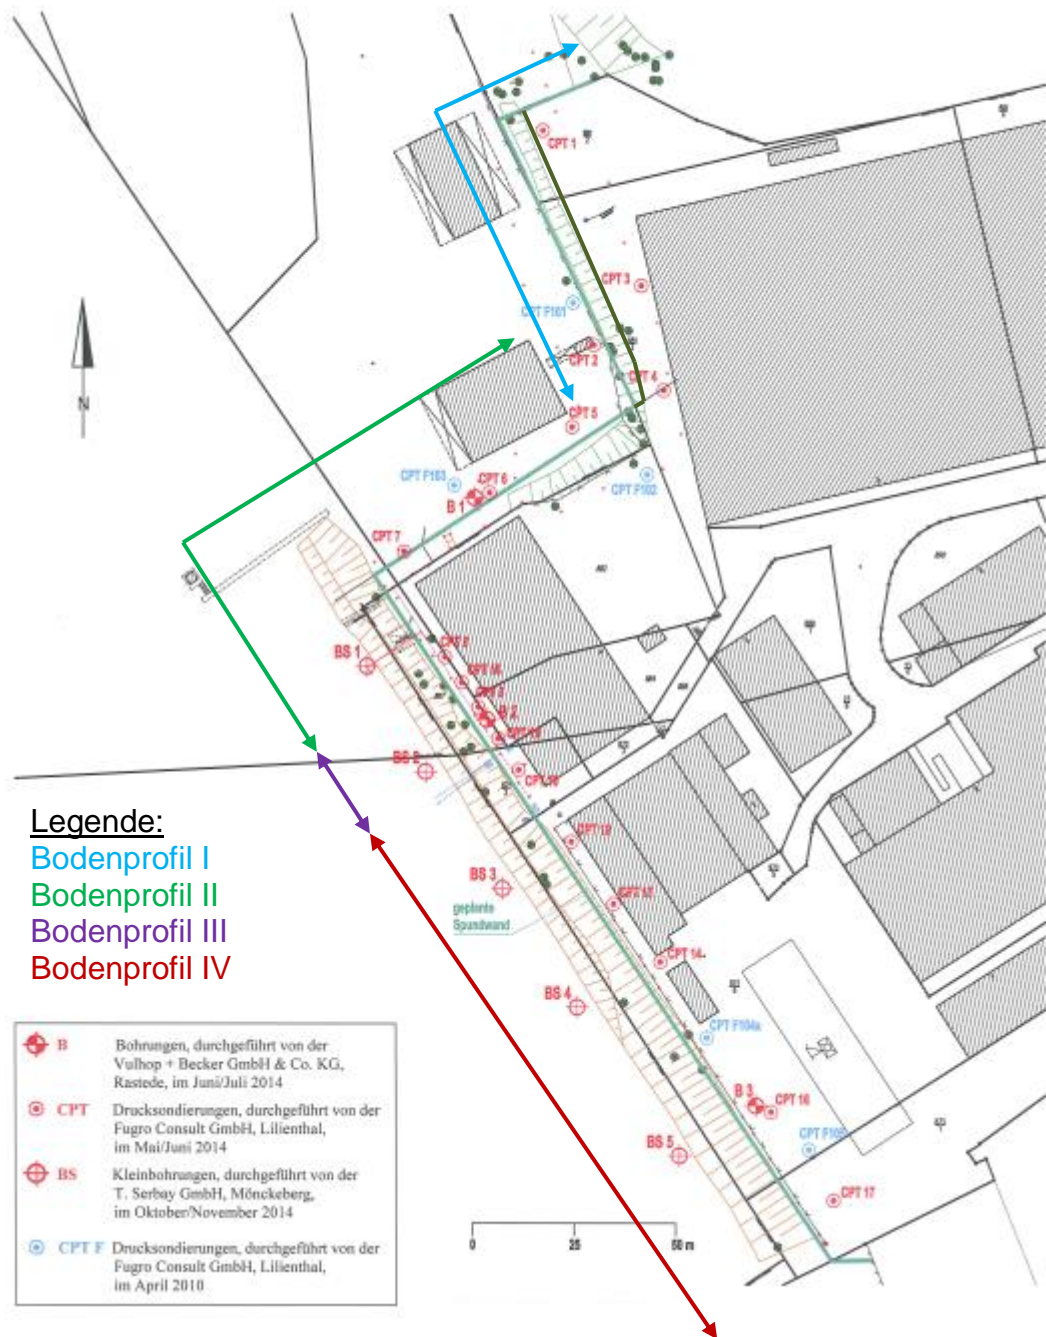 CPT 1
CPT 3
CPT F101
CPT 2
CPT 4
N
CPT 5
CPT F103
CPT 6
CPT F102
B 1
CPT 7
BS 1
B 2
BS 2
CPT 12
BS 3
geplante
Spundwand
CPT 14
BS 4
CPT F104a
B 3
CPT 16
CPT F105
BS 5
CPT 17
Legende:
Bodenprofil I
Bodenprofil II
Bodenprofil III
Bodenprofil IV
B Bohrungen, durchgeführt von der
Vulhop + Becker GmbH & Co. KG,
Rastede, im Juni/Juli 2014
CPT Drucksondierungen, durchgeführt von der
Fugro Consult GmbH, Lilienthal,
im Mai/Juni 2014
BS Kleinbohrungen, durchgeführt von der
T. Serbay GmbH, Mönckeberg,
im Oktober/November 2014
CPT F Drucksondierungen, durchgeführt von der
Fugro Consult GmbH, Lilienthal,
im April 2010
0 25 50 m